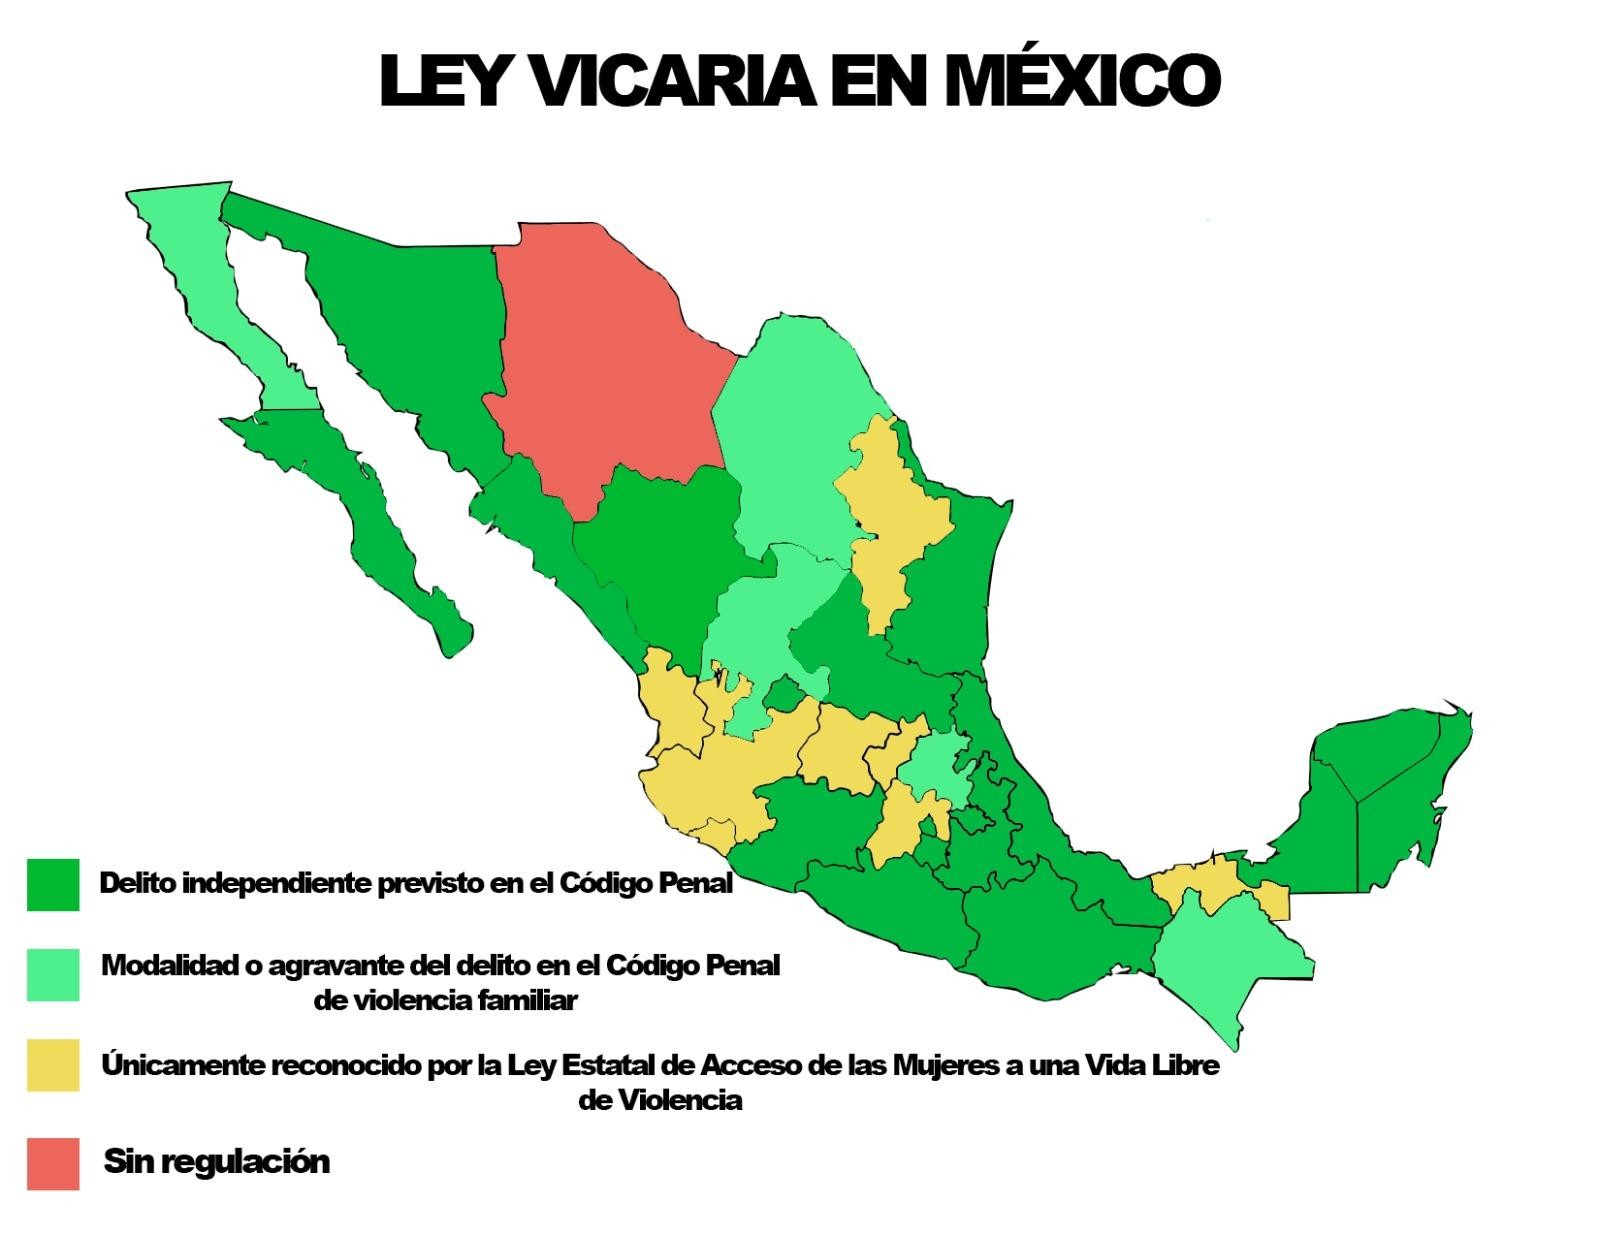 LEY VICARIA EN MÉXICO
Delito independiente previsto en el Código Penal
Modalidad o agravante del delito en el Código Penal
de violencia familiar
Únicamente reconocido por la Ley Estatal de Acceso de las Mujeres a una Vida Libre
de Violencia
Sin regulación